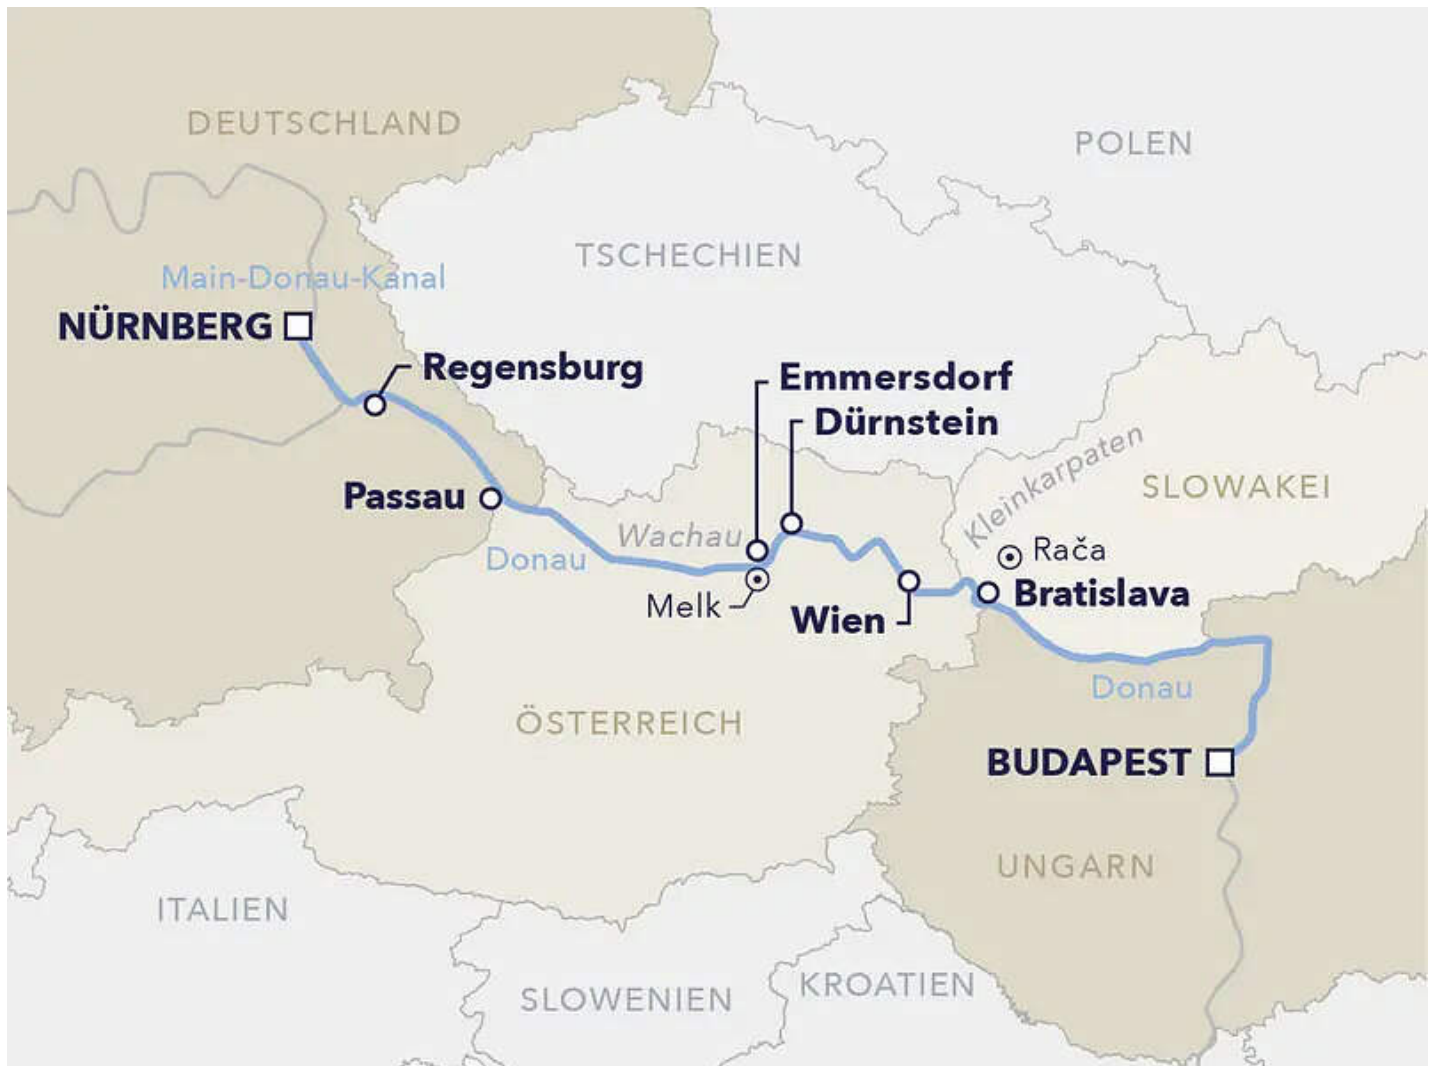 DEUTSCHLAND
POLEN
TSCHECHIEN
Main-Donau-Kanal
NÜRNBERG
Regensburg
Emmersdorf
Dürnstein
Kleinkarpaten
SLOWAKEI
Passau
Wachau
Donau
Rača
Melk
Wien
Bratislava
Donau
ÖSTERREICH
BUDAPEST
UNGARN
ITALIEN
SLOWENIEN
KROATIEN